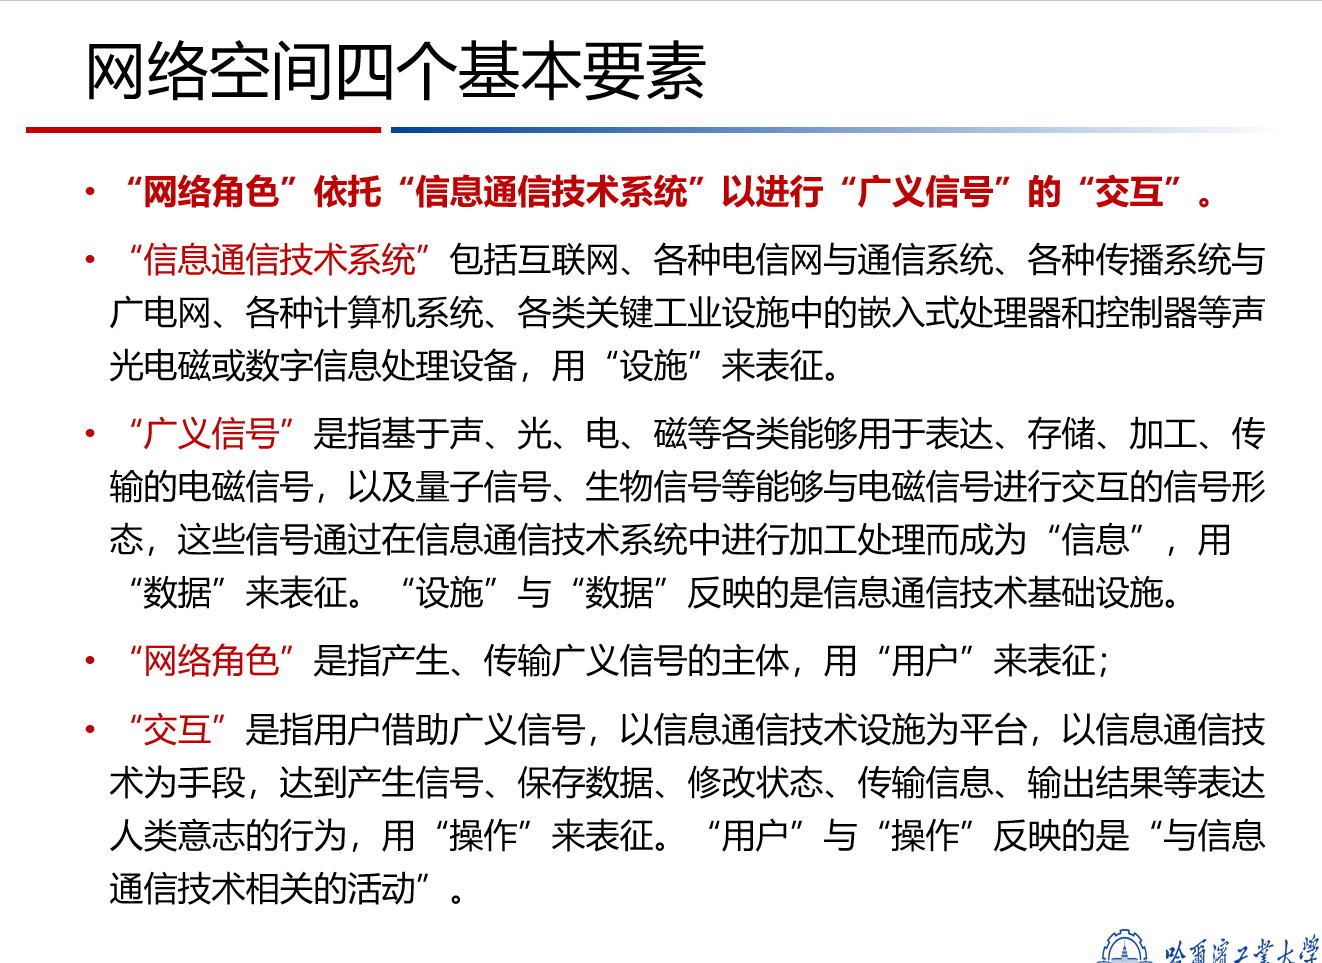 网络空间四个基本要素
• “网络角色”依托“信息通信技术系统”以进行“广义信号”的“交互”。
• “信息通信技术系统”包括互联网、各种电信网与通信系统、各种传播系统与
广电网、各种计算机系统、各类关键工业设施中的嵌入式处理器和控制器等声
光电磁或数字信息处理设备，用“设施”来表征。
• “广义信号”是指基于声、光、电、磁等各类能够用于表达、存储、加工、传
输的电磁信号，以及量子信号、生物信号等能够与电磁信号进行交互的信号形
态，这些信号通过在信息通信技术系统中进行加工处理而成为“信息”，用
“数据”来表征。“设施”与“数据”反映的是信息通信技术基础设施。
• “网络角色”是指产生、传输广义信号的主体，用“用户”来表征；
• “交互”是指用户借助广义信号，以信息通信技术设施为平台，以信息通信技
术为手段，达到产生信号、保存数据、修改状态、传输信息、输出结果等表达
人类意志的行为，用“操作”来表征。“用户”与“操作”反映的是“与信息
通信技术相关的活动”。
哈爾濱工業大學